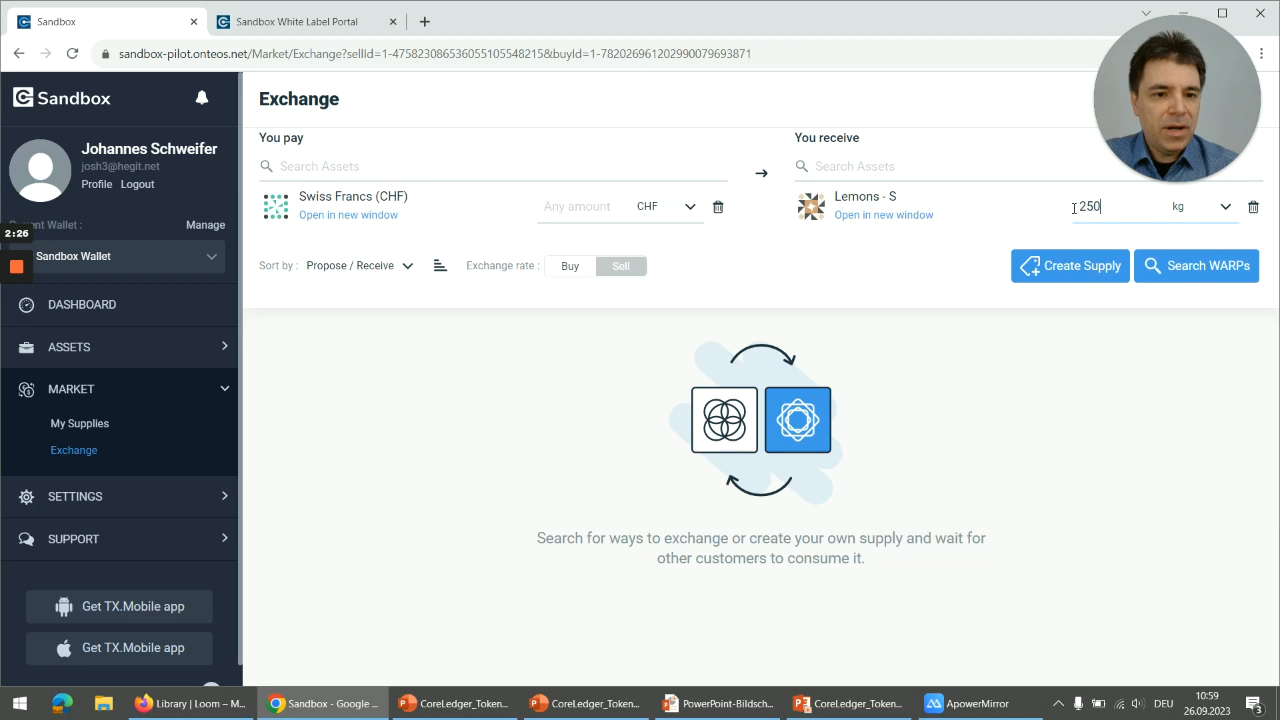 Sandbox
Sandbox White Label Portal
sandbox-pilot.onteos.net/Market/Exchange?sellId=1-47582308653605510554821​5&buyId=1-782026961202990079693871
Sandbox
Johannes Schweifer
josh3@hegit.net
Profile Logout
nt Wallet :
Manage
2:26
Sandbox Wallet
DASHBOARD
ASSETS
MARKET
My Supplies
Exchange
SETTINGS
SUPPORT
Get TX.Mobile app
Get TX.Mobile app
Exchange
You pay
Search Assets
Swiss Francs (CHF)
Open in new window
Any amount
CHF
You receive
Search Assets
Lemons - S
Open in new window
250
kg
Sort by : Propose / Receive
Exchange rate : Buy Sell
Create Supply
Search WARPs
Search for ways to exchange or create your own supply and wait for
other customers to consume it.
Library | Loom – M...
Sandbox - Google ...
CoreLedger_Token...
CoreLedger_Token...
PowerPoint-Bildsch...
CoreLedger_Token...
ApowerMirror
DEU
10:59
26.09.2023
3